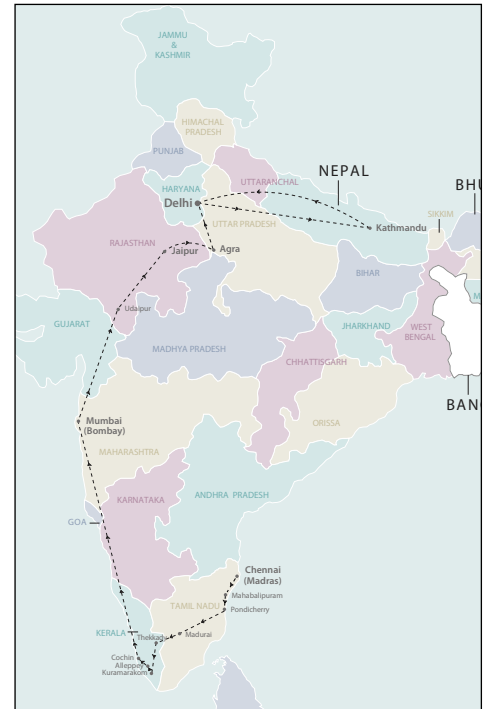 JAMMU
&
KASHMIR
HIMACHAL
PRADESH
PUNJAB
UTTARANCHAL
NEPAL
HARYANA
Delhi
BHU
SIKKIM
UTTAR PRADESH
Kathmandu
RAJASTHAN
Jaipur
Agra
BIHAR
Udaipur
GUJARAT
JHARKHAND
WEST
BENGAL
MADHYA PRADESH
CHHATTISGARH
BAN
Mumbai
(Bombay)
ORISSA
MAHARASHTRA
KARNATAKA
ANDHRA PRADESH
GOA
Chennai
(Madras)
Mahabalipuram
TAMIL NADU
Pondicherry
KERALA
Thekkady
Madurai
Cochin
Alleppey
Kuramarakom